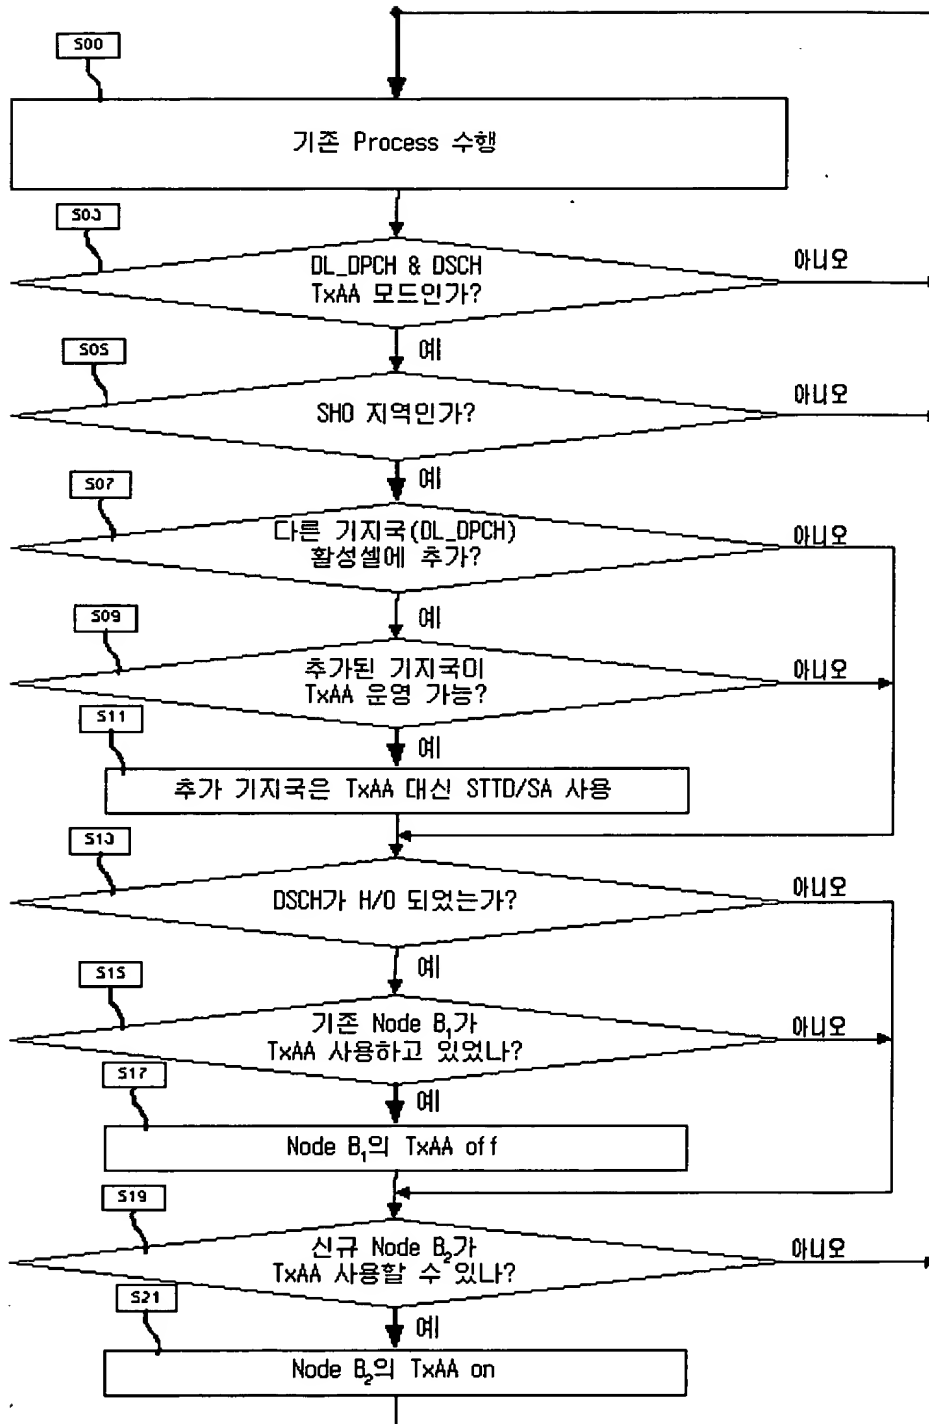 S00
기존 Process 수행
S03
DL_DPCH & DSCH
TxAA 모드인가?
아니오
예
S05
SHO 지역인가?
아니오
예
S07
다른 기지국(DL_DPCH)
활성셀에 추가?
아니오
예
S09
추가된 기지국이
TxAA 운영 가능?
아니오
예
S11
추가 기지국은 TxAA 대신 STTD/SA 사용
S13
DSCH가 H/O 되었는가?
아니오
예
S15
기존 Node B₁가
TxAA 사용하고 있었나?
아니오
예
S17
Node B₁의 TxAA off
S19
신규 Node B₂가
TxAA 사용할 수 있나?
아니오
예
S21
Node B₂의 TxAA on